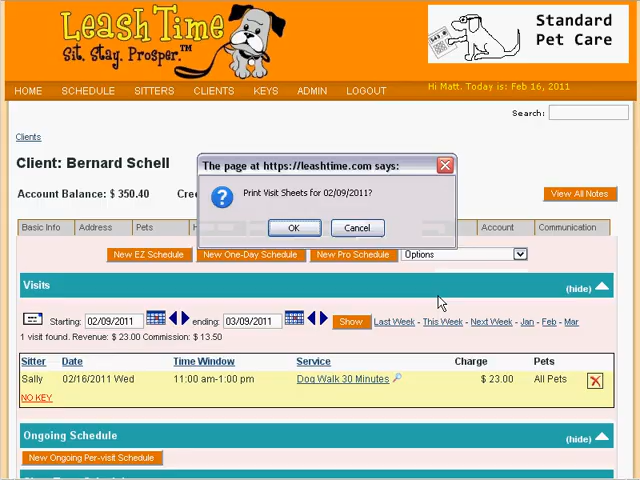 LeashTime
Sit. Stay. Prosper.™
Standard
Pet Care
HOME SCHEDULE SITTERS CLIENTS KEYS ADMIN LOGOUT
Hi Matt. Today is: Feb 16, 2011
Search:
Clients
Client: Bernard Schell
The page at https://leashtime.com says:
Print Visit Sheets for 02/09/2011?
OK Cancel
Account Balance: $ 350.40 Cre
View All Notes
Basic Info Address Pets H Account Communication
New EZ Schedule New One-Day Schedule New Pro Schedule Options
Visits (hide)
Starting: 02/09/2011 ending: 03/09/2011 Show Last Week - This Week - Next Week - Jan - Feb - Mar
1 visit found. Revenue: $ 23.00 Commission: $ 13.50
Sitter Date Time Window Service Charge Pets
Sally 02/16/2011 Wed 11:00 am-1:00 pm Dog Walk 30 Minutes $ 23.00 All Pets
NO KEY
Ongoing Schedule (hide)
New Ongoing Per-visit Schedule